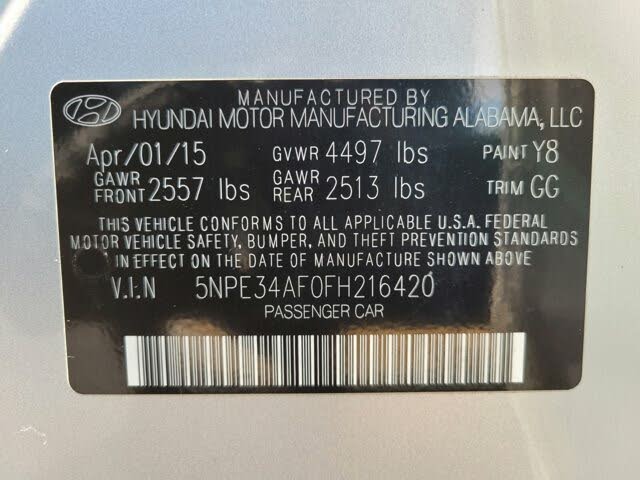 MANUFACTURED BY
HYUNDAI MOTOR MANUFACTURING ALABAMA, LLC
Apr/01/15 GVWR 4497 lbs PAINT Y8
GAWR FRONT 2557 lbs GAWR REAR 2513 lbs TRIM GG
THIS VEHICLE CONFORMS TO ALL APPLICABLE U.S.A. FEDERAL
MOTOR VEHICLE SAFETY, BUMPER, AND THEFT PREVENTION STANDARDS
IN EFFECT ON THE DATE OF MANUFACTURE SHOWN ABOVE.
V.I.N 5NPE34AF0FH216420
PASSENGER CAR